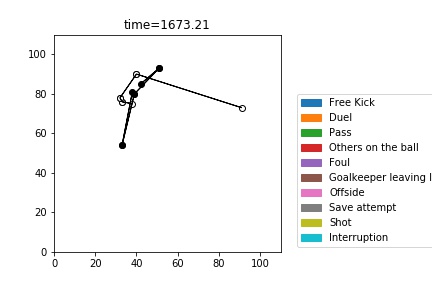 time=1673.21
100
80
60
40
20
0
0 20 40 60 80 100
Free Kick
Duel
Pass
Others on the ball
Foul
Goalkeeper leaving l
Offside
Save attempt
Shot
Interruption